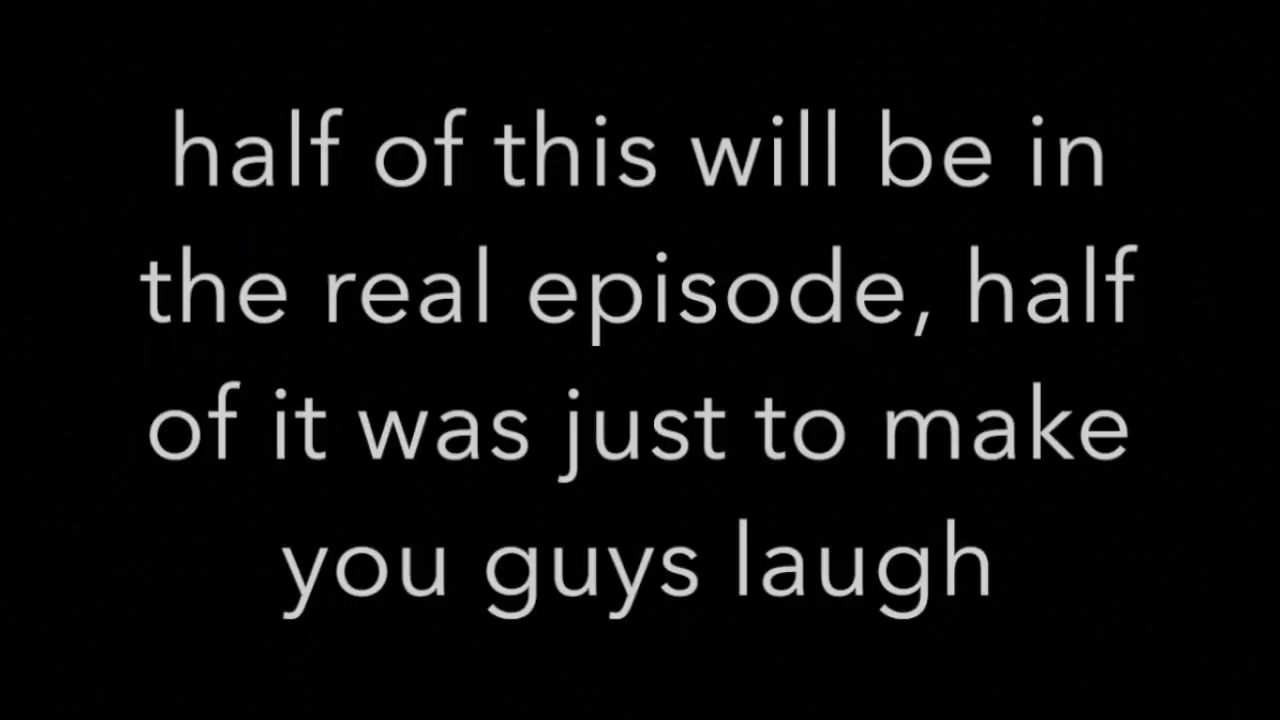 half of this will be in
the real episode, half
of it was just to make
you guys laugh